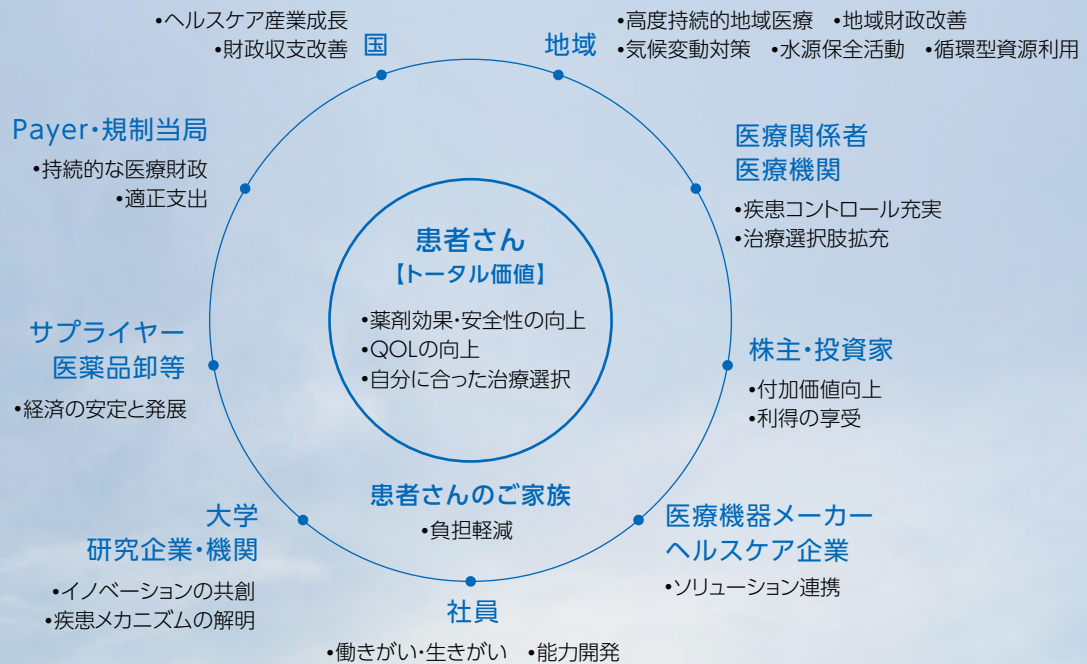 •ヘルスケア産業成長
•財政収支改善
国
地域
•高度持続的地域医療 •地域財政改善
•気候変動対策 •水源保全活動 •循環型資源利用
Payer・規制当局
•持続的な医療財政
•適正支出
医療関係者
医療機関
•疾患コントロール充実
•治療選択肢拡充
患者さん
【トータル価値】
•薬剤効果・安全性の向上
•QOLの向上
•自分に合った治療選択
サプライヤー
医薬品卸等
•経済の安定と発展
株主・投資家
•付加価値向上
•利得の享受
患者さんのご家族
•負担軽減
大学
研究企業・機関
•イノベーションの共創
•疾患メカニズムの解明
医療機器メーカー
ヘルスケア企業
•ソリューション連携
社員
•働きがい・生きがい •能力開発